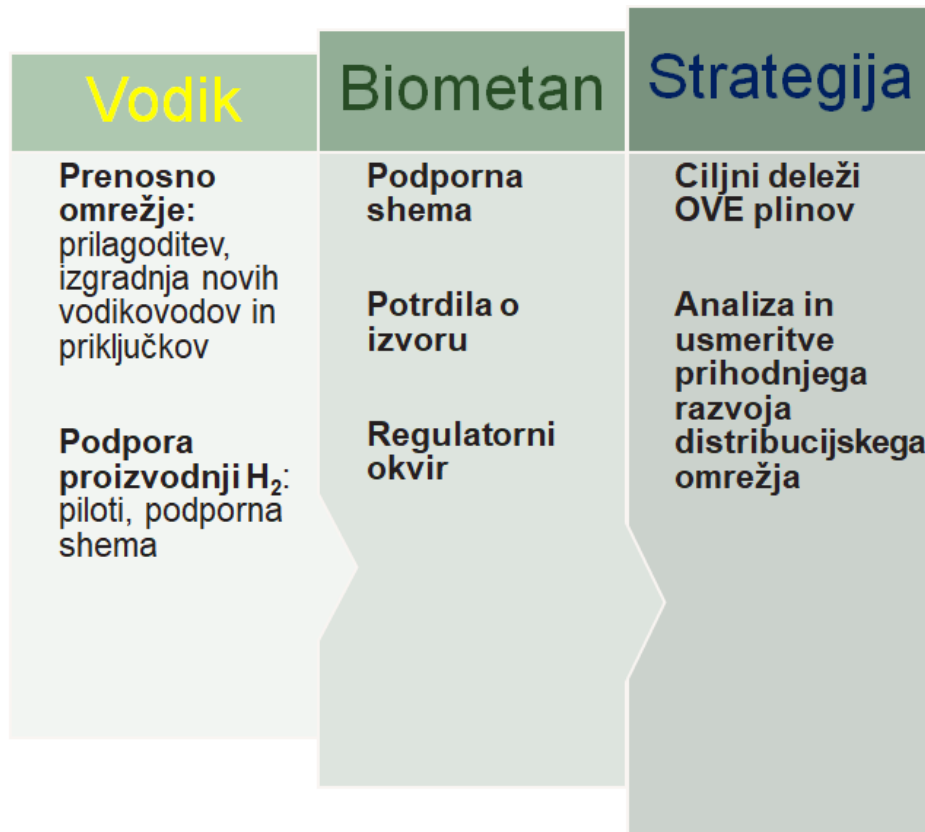 Vodik
Prenosno
omrežje:
prilagoditev,
izgradnja novih
vodikovodov in
priključkov
Podpora
proizvodnji H₂:
piloti, podporna
shema
Biometan
Podporna
shema
Potrdila o
izvoru
Regulatorni
okvir
Strategija
Ciljni deleži
OVE plinov
Analiza in
usmeritve
prihodnjega
razvoja
distribucijskega
omrežja